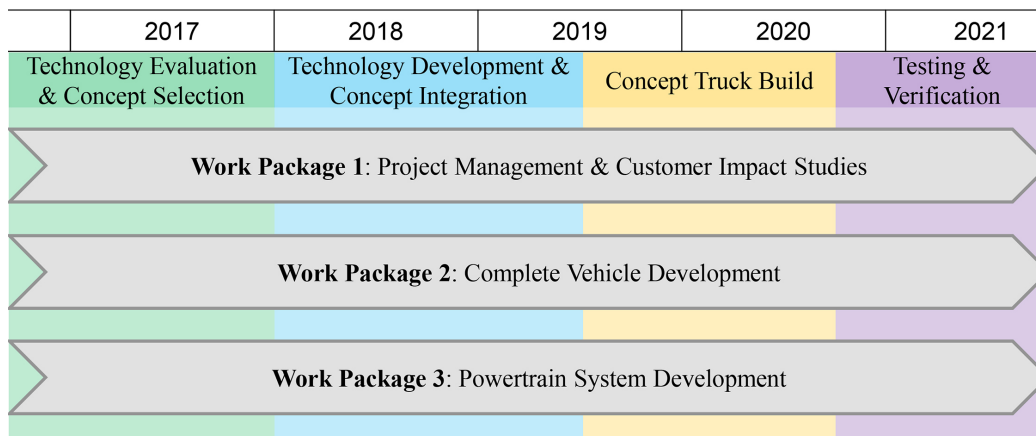 2017 2018 2019 2020 2021
Technology Evaluation
& Concept Selection
Technology Development &
Concept Integration
Concept Truck Build
Testing &
Verification
Work Package 1: Project Management & Customer Impact Studies
Work Package 2: Complete Vehicle Development
Work Package 3: Powertrain System Development